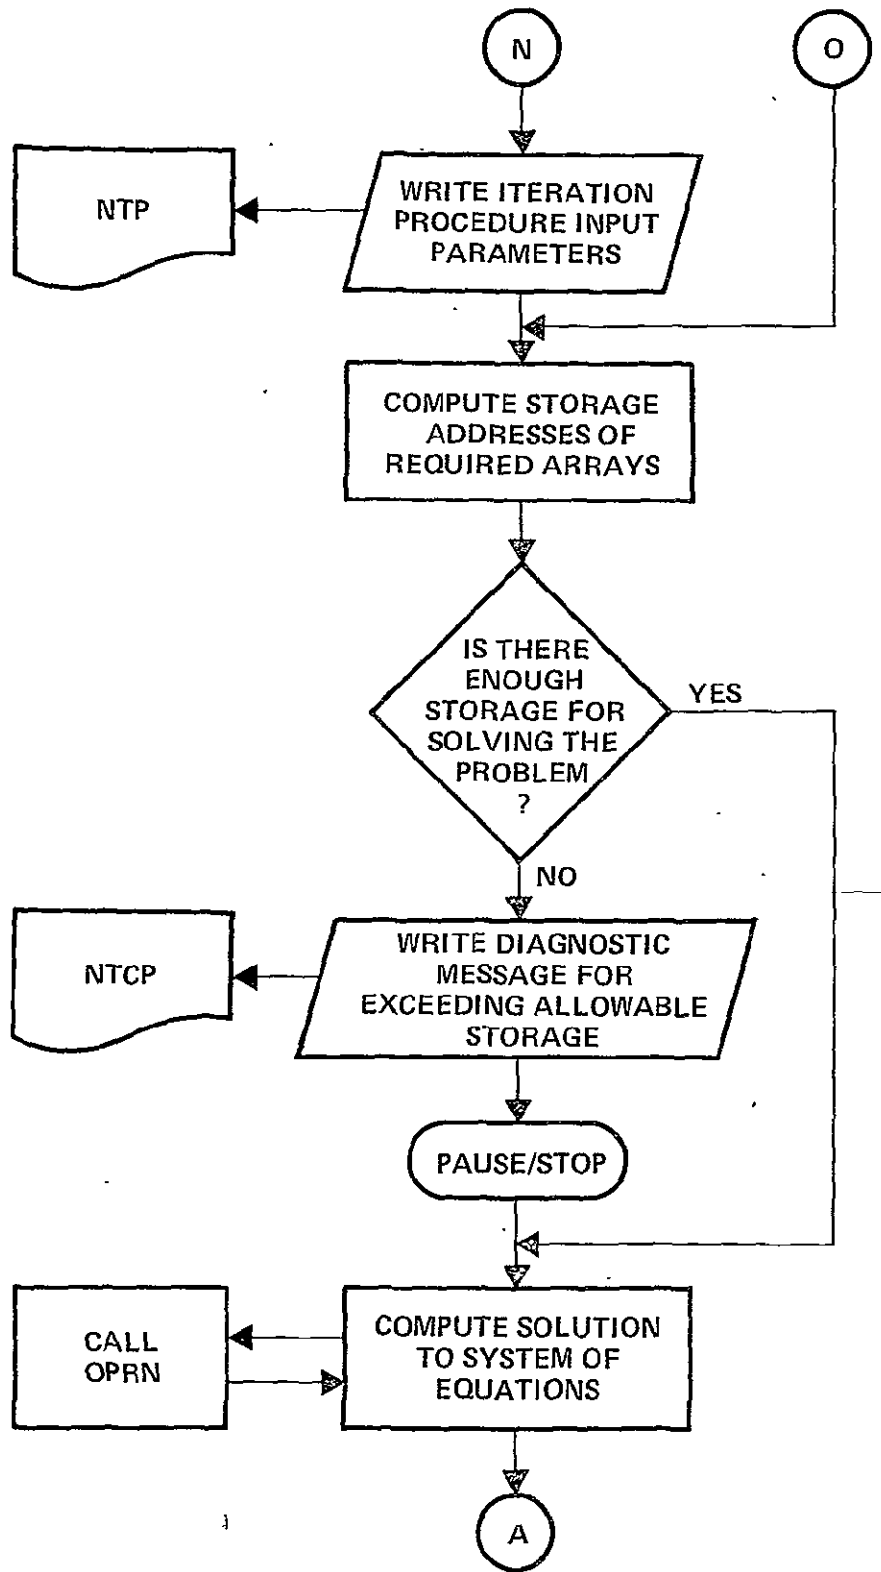 N
O
NTP
WRITE ITERATION
PROCEDURE INPUT
PARAMETERS
COMPUTE STORAGE
ADDRESSES OF
REQUIRED ARRAYS
IS THERE
ENOUGH
STORAGE FOR
SOLVING THE
PROBLEM
?
YES
NO
NTCP
WRITE DIAGNOSTIC
MESSAGE FOR
EXCEEDING ALLOWABLE
STORAGE
PAUSE/STOP
CALL
OPRN
COMPUTE SOLUTION
TO SYSTEM OF
EQUATIONS
A